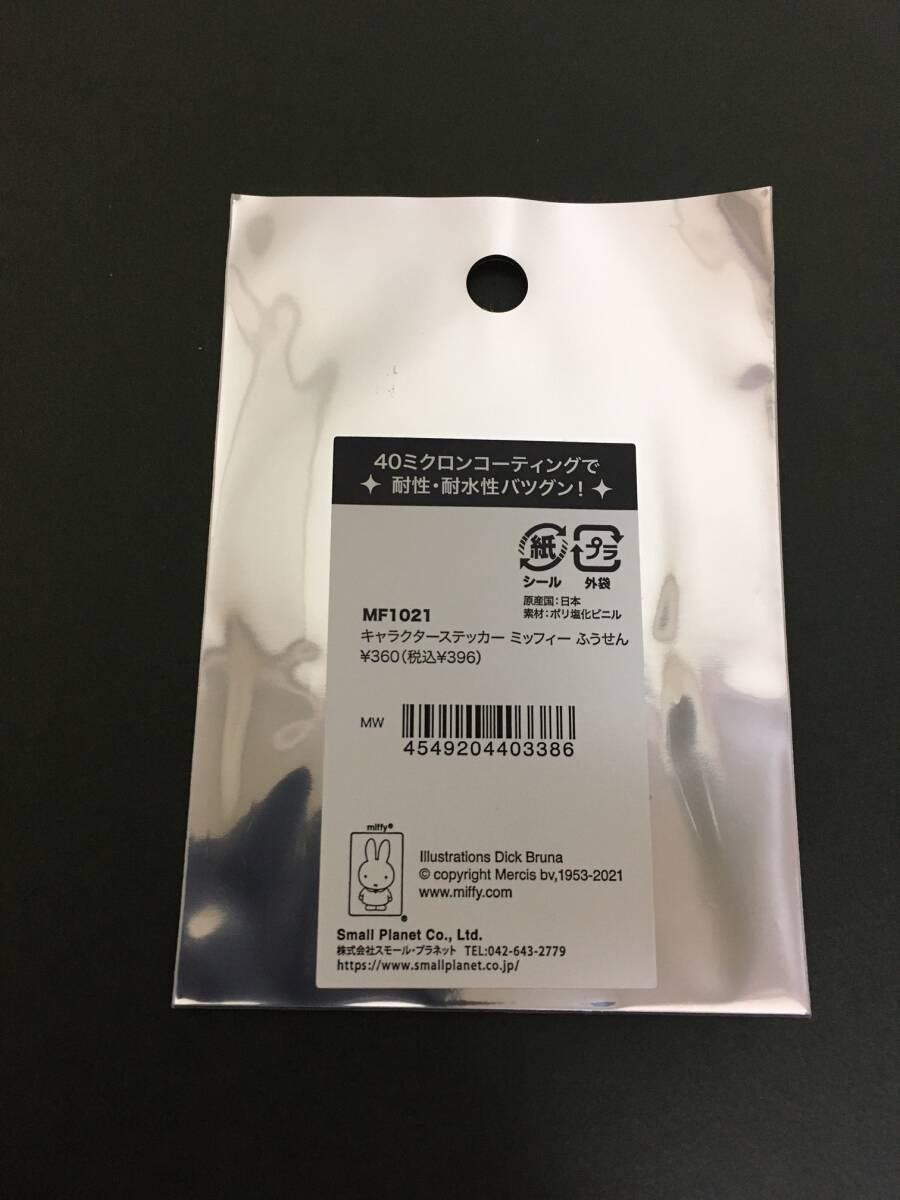 40ミクロンコーティングで
耐性・耐水性バツグン!
紙 プラ
シール 外袋
原産国:日本
素材:ポリ塩化ビニル
MF1021
キャラクターステッカー ミッフィー ふうせん
¥360(税込¥396)
MW
4549204403386
miffy®
®
Illustrations Dick Bruna
© copyright Mercis bv,1953-2021
www.miffy.com
Small Planet Co., Ltd.
株式会社スモール・プラネット TEL:042-643-2779
https://www.smallplanet.co.jp/